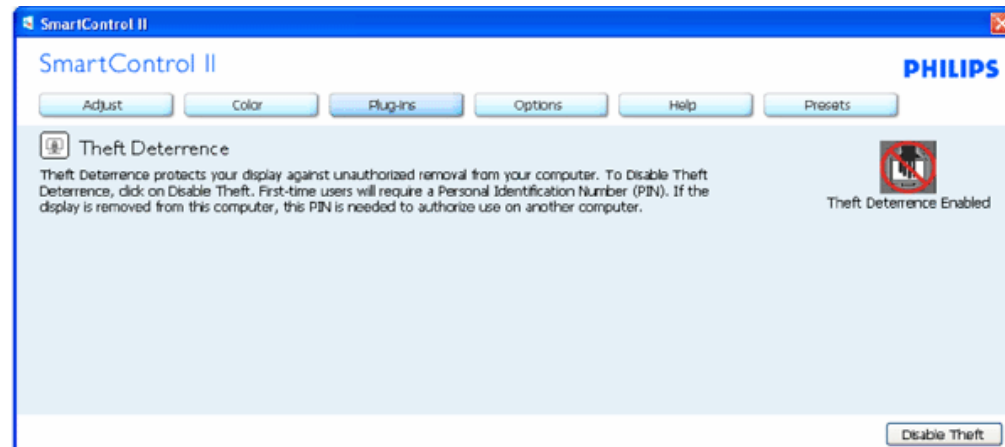 SmartControl II
SmartControl II
PHILIPS
Adjust
Color
Plug-ins
Options
Help
Presets
Theft Deterrence
Theft Deterrence protects your display against unauthorized removal from your computer. To Disable Theft
Deterrence, click on Disable Theft. First-time users will require a Personal Identification Number (PIN). If the
display is removed from this computer, this PIN is needed to authorize use on another computer.
Theft Deterrence Enabled
Disable Theft